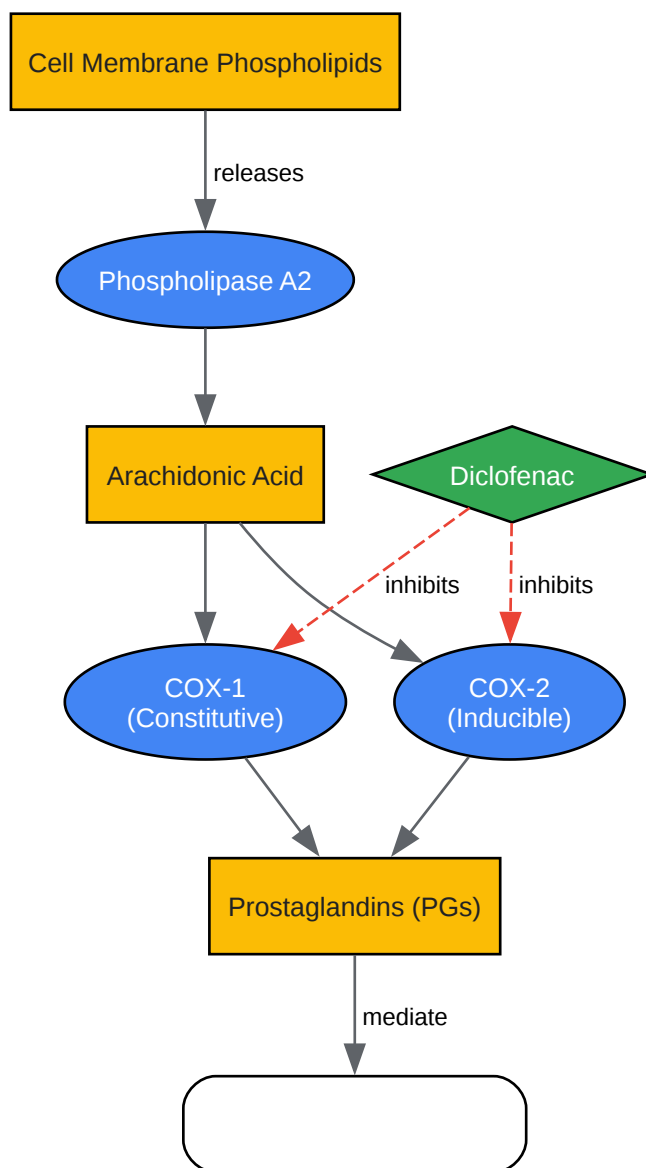 Cell Membrane Phospholipids
releases
Phospholipase A2
Arachidonic Acid
Diclofenac
inhibits
inhibits
COX-1
(Constitutive)
COX-2
(Inducible)
Prostaglandins (PGs)
mediate